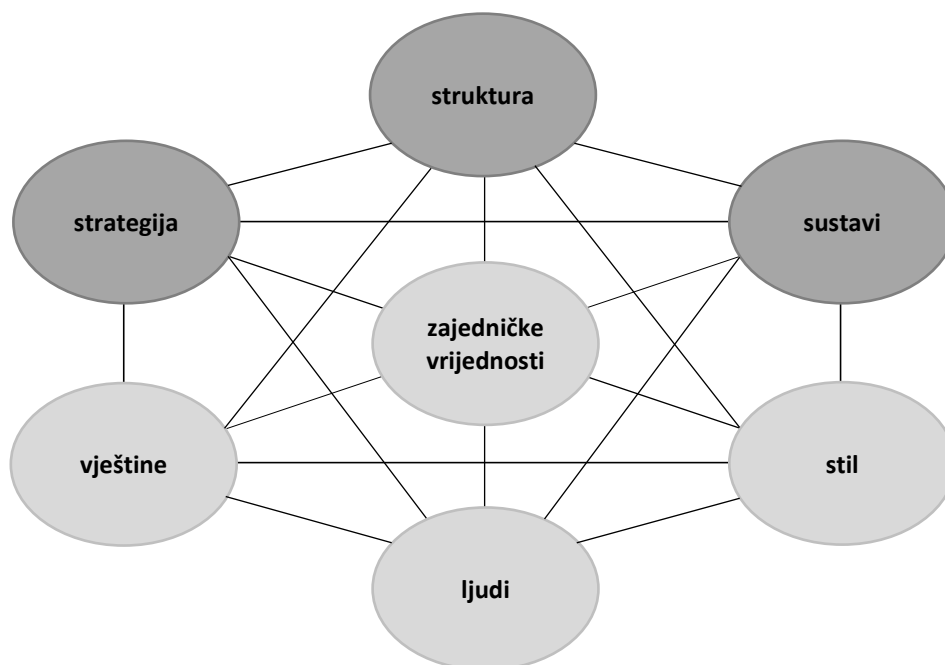 struktura
strategija
sustavi
zajedničke
vrijednosti
vještine
stil
ljudi